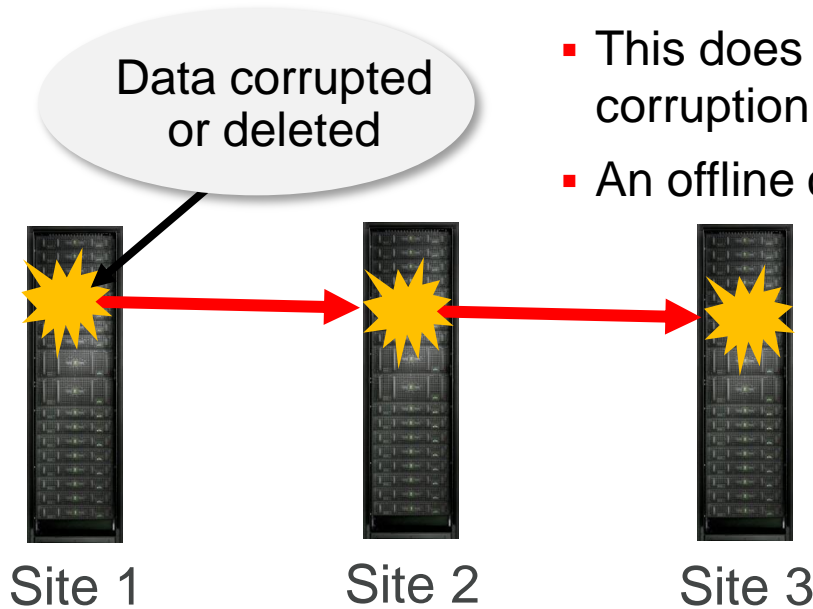 Data corrupted
or deleted
▪ This does
corruption
▪ An offline
Site 1
Site 2
Site 3